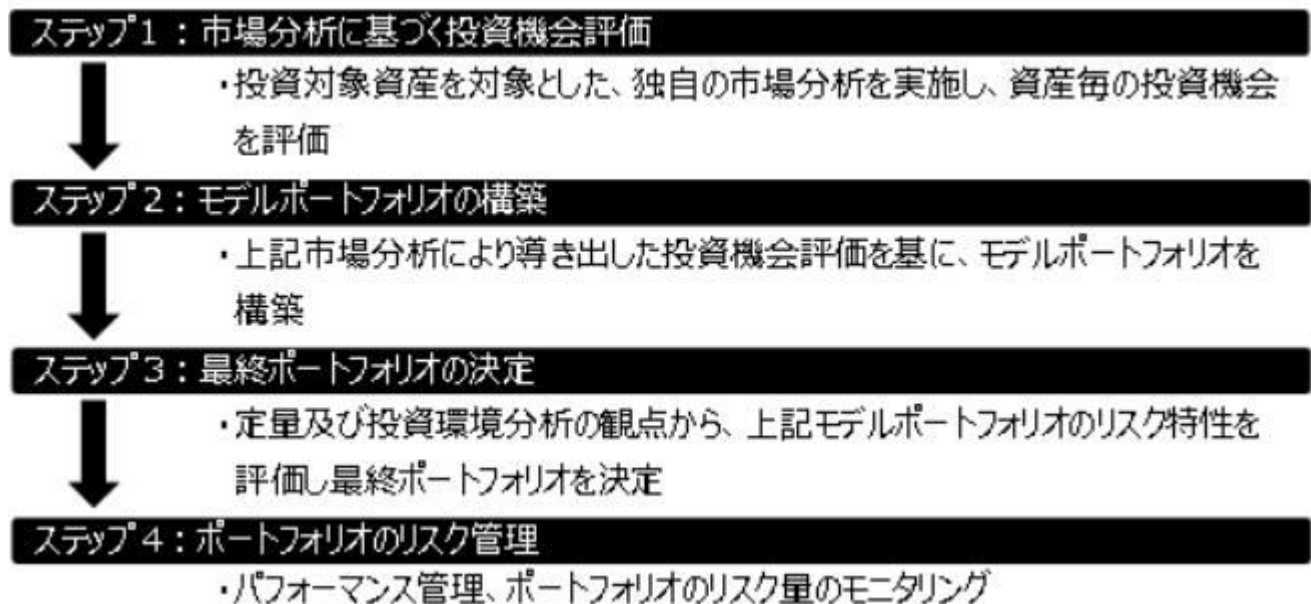 ステップ1：市場分析に基づく投資機会評価
・投資対象資産を対象とした、独自の市場分析を実施し、資産毎の投資機会
を評価
ステップ2：モデルポートフォリオの構築
・上記市場分析により導き出した投資機会評価を基に、モデルポートフォリオを
構築
ステップ3：最終ポートフォリオの決定
・定量及び投資環境分析の観点から、上記モデルポートフォリオのリスク特性を
評価し最終ポートフォリオを決定
ステップ4：ポートフォリオのリスク管理
・パフォーマンス管理、ポートフォリオのリスク量のモニタリング